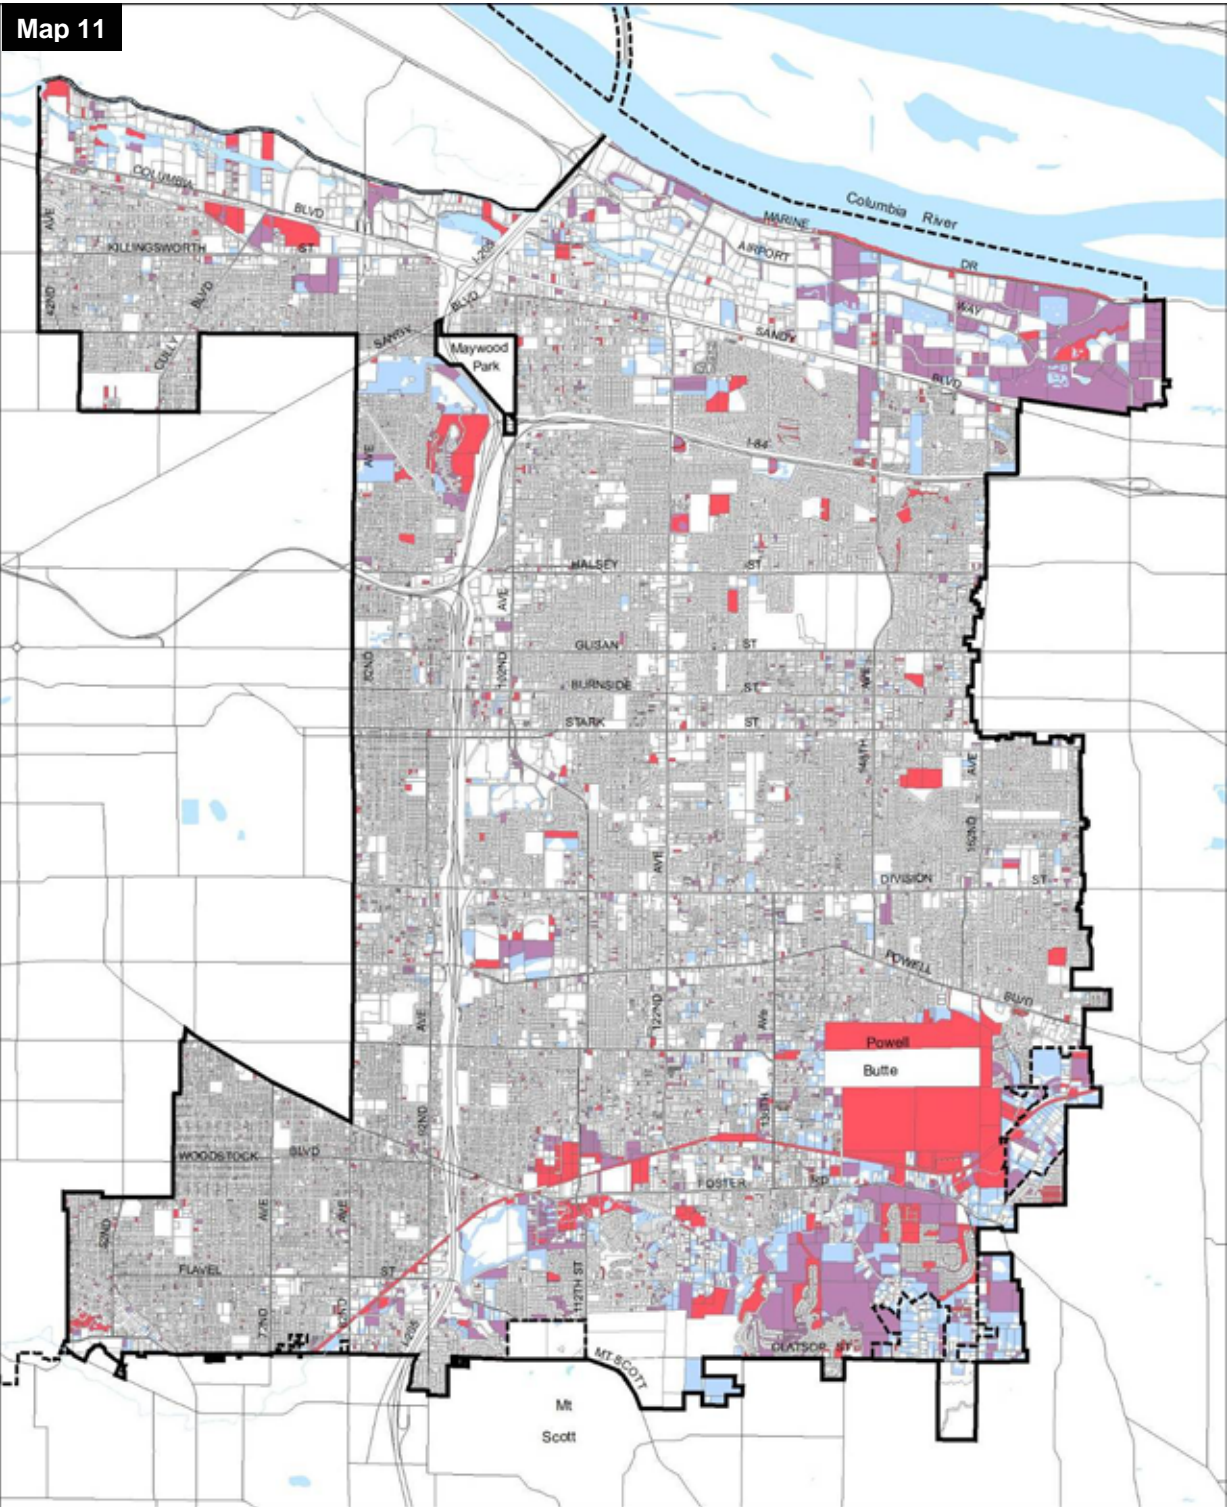 Map 11
Columbia River
COLUMBIA
BLVD
MARINE
AIRPORT
AVE
KILLINGSWORTH ST
I-205
DR
WAY
42ND
BLVD
BLVD
SANDY
SANDY
CULLY
Maywood
Park
BLVD
AVE
I-84
HALSEY ST
AVE
GLISAN ST
82ND
102ND
BURNSIDE ST
AVE
STARK ST
148TH
AVE
162ND
AVE
DIVISION ST
POWELL
BLVD
122ND
AVE
AVE
Powell
Butte
92ND
136TH
WOODSTOCK BLVD
FOSTER RD
AVE
AVE
52ND
FLAVEL ST
112TH ST
72ND
I-205
CLATSOP ST
MT SCOTT
Mt
Scott